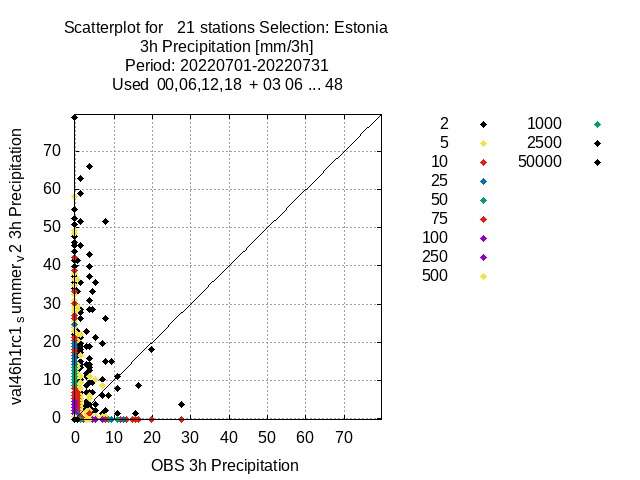 Scatterplot for 21 stations Selection: Estonia
3h Precipitation [mm/3h]
Period: 20220701-20220731
Used 00,06,12,18 + 03 06 ... 48
val46h1rc1 summerv2 3h Precipitation
70
60
50
40
30
20
10
0
0 10 20 30 40 50 60 70
OBS 3h Precipitation
2
5
10
25
50
75
100
250
500
1000
2500
50000